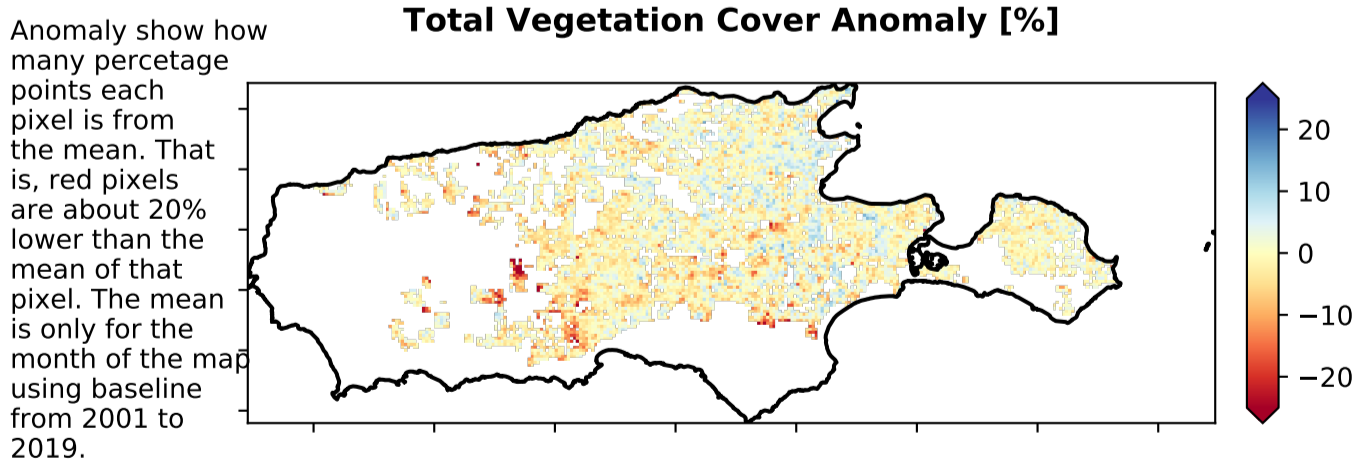 Total Vegetation Cover Anomaly [%]
Anomaly show how
many percetage
points each
pixel is from
the mean. That
is, red pixels
are about 20%
lower than the
mean of that
pixel. The mean
is only for the
month of the map
using baseline
from 2001 to
2019.
20
10
0
−10
−20